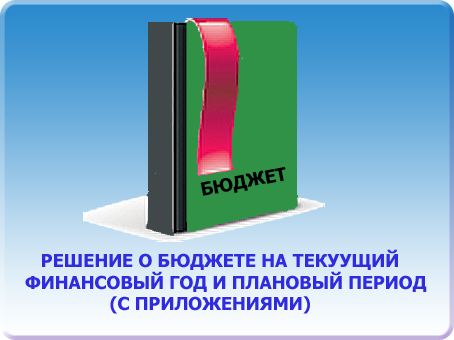 БЮДЖЕТ
РЕШЕНИЕ О БЮДЖЕТЕ НА ТЕКУУЩИЙ
ФИНАНСОВЫЙ ГОД И ПЛАНОВЫЙ ПЕРИОД
(С ПРИЛОЖЕНИЯМИ)